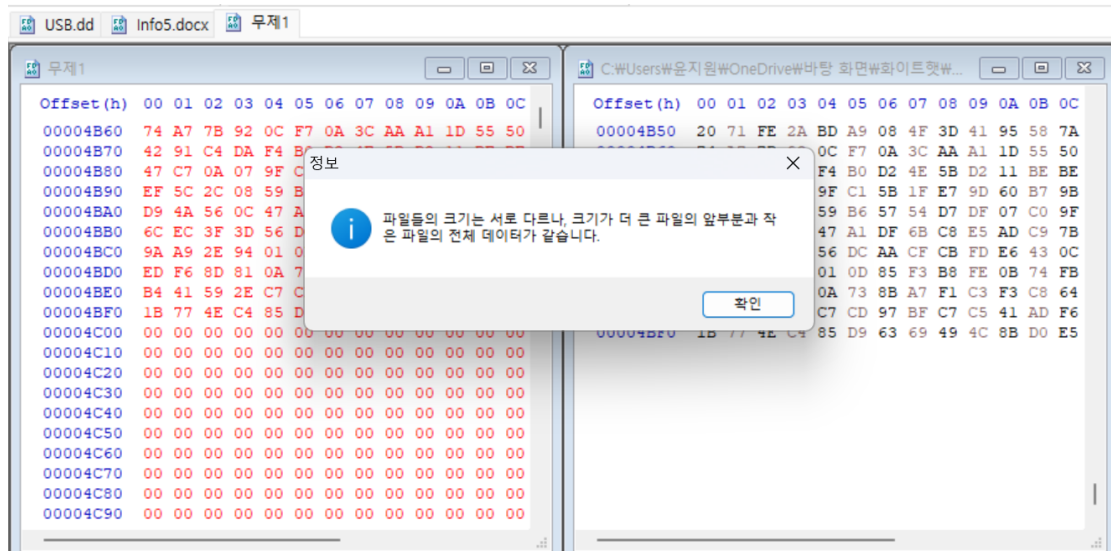 USB.dd Info5.docx 무제1
무제1
Offset(h) 00 01 02 03 04 05 06 07 08 09 0A 0B 0C
00004B60 74 A7 7B 92 0C F7 0A 3C AA A1 1D 55 50
00004B70 42 91 C4 DA F4
00004B80 47 C7 0A 07 9F
00004B90 EF 5C 2C 08 59
00004BA0 D9 4A 56 0C 47
00004BB0 6C EC 3F 3D 56
00004BC0 9A A9 2E 94 01
00004BD0 ED F6 8D 81 0A
00004BE0 B4 41 59 2E C7
00004BF0 1B 77 4E C4 85
00004C00 00 00 00 00 00 00 00 00 00 00 00 00 00
00004C10 00 00 00 00 00 00 00 00 00 00 00 00 00
00004C20 00 00 00 00 00 00 00 00 00 00 00 00 00
00004C30 00 00 00 00 00 00 00 00 00 00 00 00 00
00004C40 00 00 00 00 00 00 00 00 00 00 00 00 00
00004C50 00 00 00 00 00 00 00 00 00 00 00 00 00
00004C60 00 00 00 00 00 00 00 00 00 00 00 00 00
00004C70 00 00 00 00 00 00 00 00 00 00 00 00 00
00004C80 00 00 00 00 00 00 00 00 00 00 00 00 00
00004C90 00 00 00 00 00 00 00 00 00 00 00 00 00
정보
파일들의 크기는 서로 다르나, 크기가 더 큰 파일의 앞부분과 작
은 파일의 전체 데이터가 같습니다.
확인
C:₩Users₩윤지원₩OneDrive₩바탕 화면₩화이트햇₩...
Offset(h) 00 01 02 03 04 05 06 07 08 09 0A 0B 0C
00004B50 20 71 FE 2A BD A9 08 4F 3D 41 95 58 7A
0C F7 0A 3C AA A1 1D 55 50
F4 B0 D2 4E 5B D2 11 BE BE
9F C1 5B 1F E7 9D 60 B7 9B
59 B6 57 54 D7 DF 07 C0 9F
47 A1 DF 6B C8 E5 AD C9 7B
56 DC AA CF CB FD E6 43 0C
01 0D 85 F3 B8 FE 0B 74 FB
0A 73 8B A7 F1 C3 F3 C8 64
C7 CD 97 BF C7 C5 41 AD F6
00004BF0 1B 77 4E C4 85 D9 63 69 49 4C 8B D0 E5